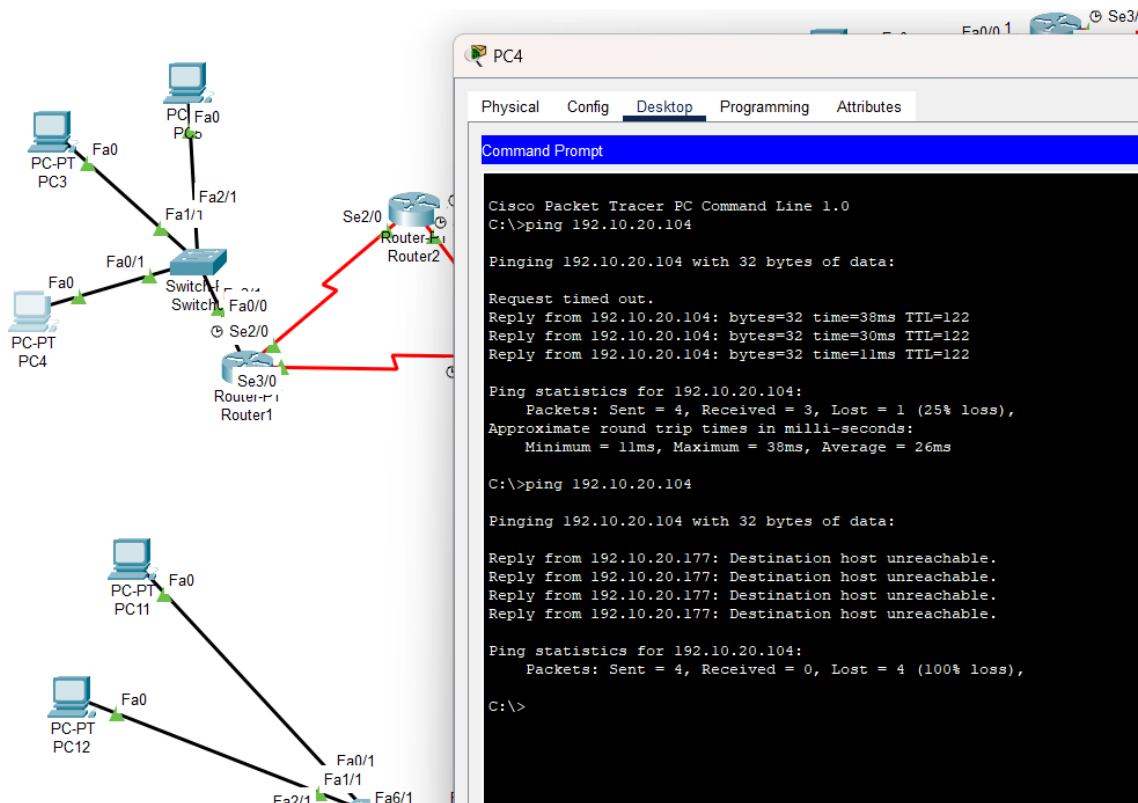 Fa0/0 1
Se3/
PC4
Physical Config Desktop Programming Attributes
Command Prompt
Cisco Packet Tracer PC Command Line 1.0
C:\>ping 192.10.20.104
Pinging 192.10.20.104 with 32 bytes of data:
Request timed out.
Reply from 192.10.20.104: bytes=32 time=38ms TTL=122
Reply from 192.10.20.104: bytes=32 time=30ms TTL=122
Reply from 192.10.20.104: bytes=32 time=11ms TTL=122
Ping statistics for 192.10.20.104:
Packets: Sent = 4, Received = 3, Lost = 1 (25% loss),
Approximate round trip times in milli-seconds:
Minimum = 11ms, Maximum = 38ms, Average = 26ms
C:\>ping 192.10.20.104
Pinging 192.10.20.104 with 32 bytes of data:
Reply from 192.10.20.177: Destination host unreachable.
Reply from 192.10.20.177: Destination host unreachable.
Reply from 192.10.20.177: Destination host unreachable.
Reply from 192.10.20.177: Destination host unreachable.
Ping statistics for 192.10.20.104:
Packets: Sent = 4, Received = 0, Lost = 4 (100% loss),
C:\>
Fa0
Fa0
PC-PT
PC3
Fa2/1
Fa1/1
Fa0/1
Fa0
PC-PT
PC4
Fa0/0
Se2/0
Se3/0
Router1
Se2/0
Router2
Fa0
PC-PT
PC11
Fa0
PC-PT
PC12
Fa0/1
Fa1/1
Fa2/1
Fa6/1